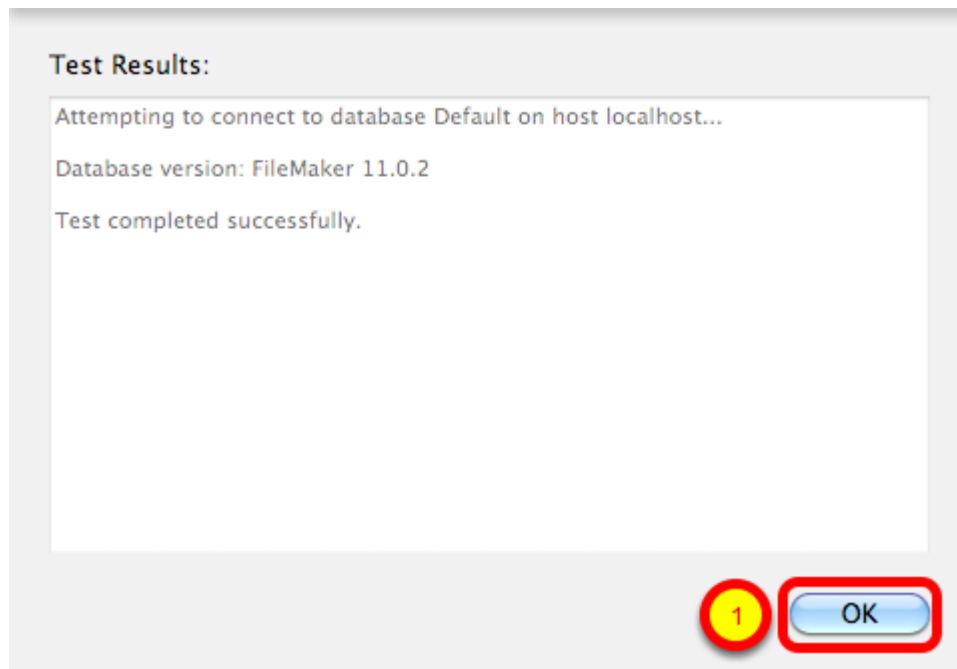 Test Results:
Attempting to connect to database Default on host localhost...
Database version: FileMaker 11.0.2
Test completed successfully.
1
OK